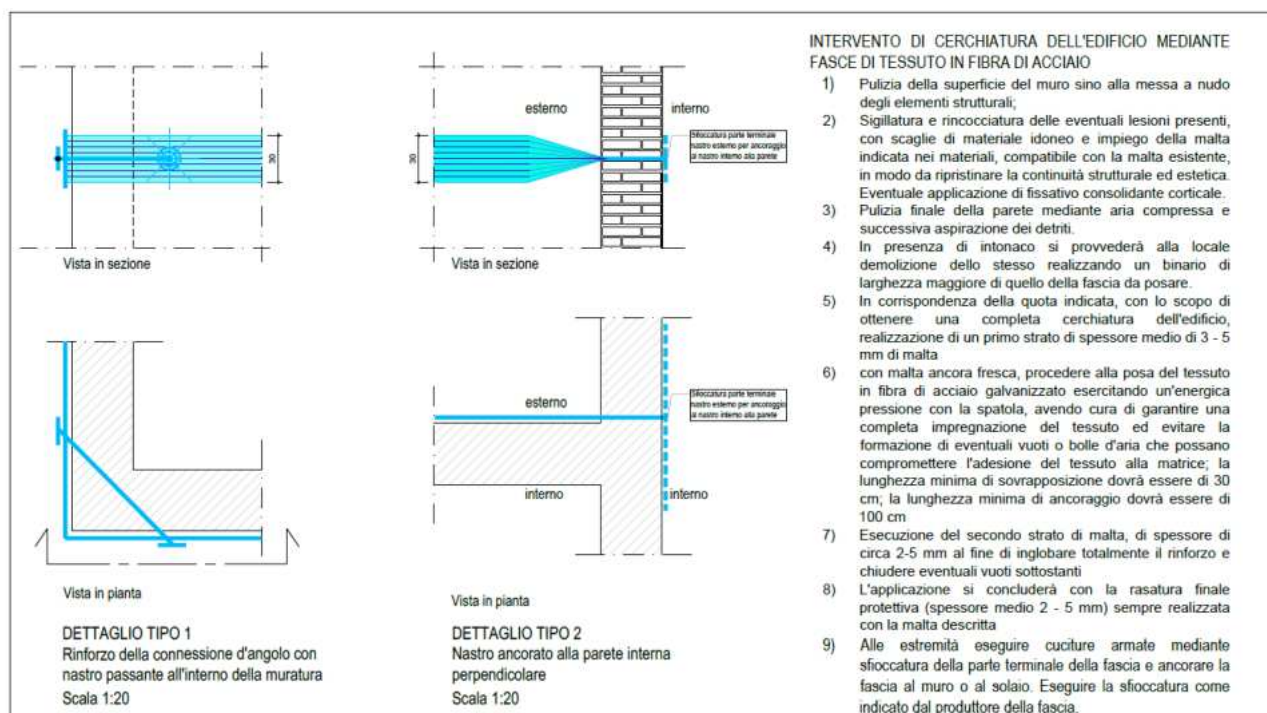 esterno
interno
Sfioccatura parte terminale
nastro esterno per ancoraggio
al nastro interno alla parete
30
30
Vista in sezione
Vista in sezione
esterno
Sfioccatura parte terminale
nastro esterno per ancoraggio
al nastro interno alla parete
interno
interno
Vista in pianta
Vista in pianta
DETTAGLIO TIPO 1
Rinforzo della connessione d'angolo con
nastro passante all'interno della muratura
Scala 1:20
DETTAGLIO TIPO 2
Nastro ancorato alla parete interna
perpendicolare
Scala 1:20
INTERVENTO DI CERCHIATURA DELL'EDIFICIO MEDIANTE
FASCE DI TESSUTO IN FIBRA DI ACCIAIO
1) Pulizia della superficie del muro sino alla messa a nudo
degli elementi strutturali;
2) Sigillatura e rincocciatura delle eventuali lesioni presenti,
con scaglie di materiale idoneo e impiego della malta
indicata nei materiali, compatibile con la malta esistente,
in modo da ripristinare la continuità strutturale ed estetica.
Eventuale applicazione di fissativo consolidante corticale.
3) Pulizia finale della parete mediante aria compressa e
successiva aspirazione dei detriti.
4) In presenza di intonaco si provvederà alla locale
demolizione dello stesso realizzando un binario di
larghezza maggiore di quello della fascia da posare.
5) In corrispondenza della quota indicata, con lo scopo di
ottenere una completa cerchiatura dell'edificio,
realizzazione di un primo strato di spessore medio di 3 - 5
mm di malta
6) con malta ancora fresca, procedere alla posa del tessuto
in fibra di acciaio galvanizzato esercitando un'energica
pressione con la spatola, avendo cura di garantire una
completa impregnazione del tessuto ed evitare la
formazione di eventuali vuoti o bolle d'aria che possano
compromettere l'adesione del tessuto alla matrice; la
lunghezza minima di sovrapposizione dovrà essere di 30
cm; la lunghezza minima di ancoraggio dovrà essere di
100 cm
7) Esecuzione del secondo strato di malta, di spessore di
circa 2-5 mm al fine di inglobare totalmente il rinforzo e
chiudere eventuali vuoti sottostanti
8) L'applicazione si concluderà con la rasatura finale
protettiva (spessore medio 2 - 5 mm) sempre realizzata
con la malta descritta
9) Alle estremità eseguire cuciture armate mediante
sfioccatura della parte terminale della fascia e ancorare la
fascia al muro o al solaio. Eseguire la sfioccatura come
indicato dal produttore della fascia.